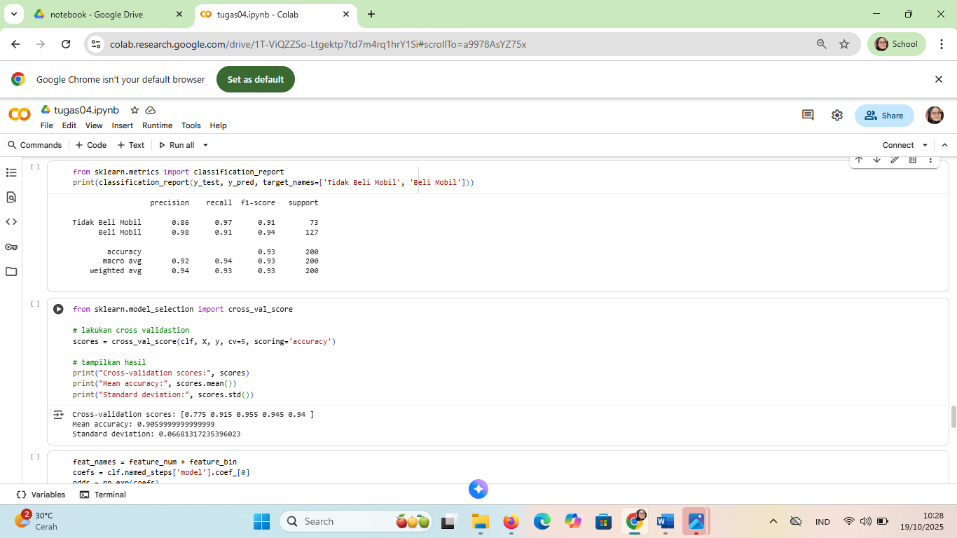 notebook - Google Drive
tugas04.ipynb - Colab
colab.research.google.com/drive/1T-ViQZZSo-Ltgektp7td7m4rq1hrY1Si#scrollTo=a9978AsYZ75x
School
Google Chrome isn't your default browser
Set as default
tugas04.ipynb
File Edit View Insert Runtime Tools Help
Share
Commands + Code + Text Run all
Connect
[ ]
from sklearn.metrics import classification_report
print(classification_report(y_test, y_pred, target_names=['Tidak Beli Mobil', 'Beli Mobil']))
precision recall f1-score support
Tidak Beli Mobil 0.86 0.97 0.91 73
Beli Mobil 0.98 0.91 0.94 127
accuracy 0.93 200
macro avg 0.92 0.94 0.93 200
weighted avg 0.94 0.93 0.93 200
[ ]
from sklearn.model_selection import cross_val_score
# lakukan cross validastion
scores = cross_val_score(clf, X, y, cv=5, scoring='accuracy')
# tampilkan hasil
print("Cross-validation scores:", scores)
print("Mean accuracy:", scores.mean())
print("Standard deviation:", scores.std())
Cross-validation scores: [0.775 0.915 0.955 0.945 0.94 ]
Mean accuracy: 0.9059999999999999
Standard deviation: 0.06681317235396023
[ ]
feat_names = feature_num + feature_bin
coefs = clf.named_steps['model'].coef_[0]
odds = np.exp(coefs)
Variables Terminal
2
30°C
Cerah
Search
IND
10:28
19/10/2025